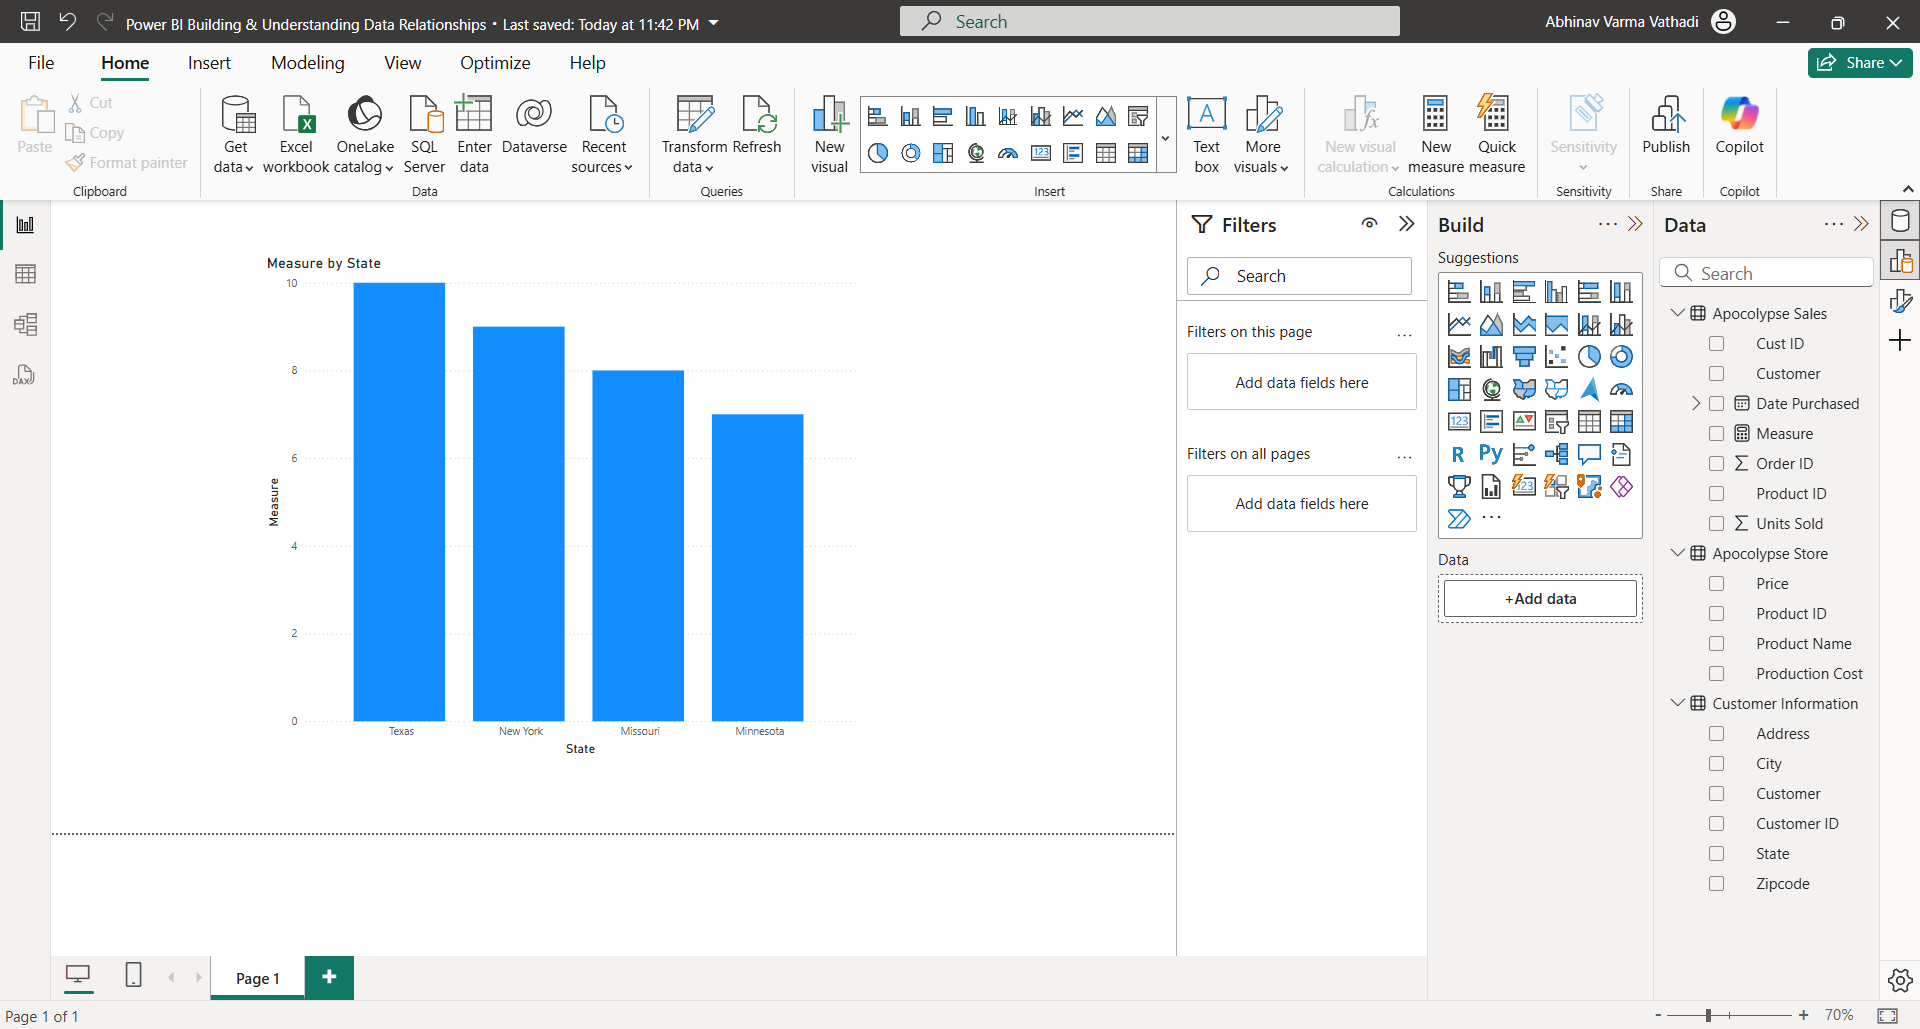 Power BI Building & Understanding Data Relationships • Last saved: Today at 11:42 PM
Search
Abhinav Varma Vathadi
File
Home
Insert
Modeling
View
Optimize
Help
Share
Paste
Cut
Copy
Format painter
Clipboard
Get data
Excel workbook
OneLake catalog
SQL Server
Enter data
Dataverse
Recent sources
Data
Transform data
Refresh
Queries
New visual
Insert
Text box
More visuals
New visual calculation
New measure
Quick measure
Calculations
Sensitivity
Sensitivity
Publish
Share
Copilot
Copilot
Measure by State
10
8
6
4
2
0
Measure
Texas
New York
Missouri
Minnesota
State
Filters
Search
Filters on this page
...
Add data fields here
Filters on all pages
...
Add data fields here
Build
...
Suggestions
123
R
Py
123
...
Data
+Add data
Data
...
Search
Apocolypse Sales
Cust ID
Customer
Date Purchased
Measure
Σ Order ID
Product ID
Σ Units Sold
Apocolypse Store
Price
Product ID
Product Name
Production Cost
Customer Information
Address
City
Customer
Customer ID
State
Zipcode
DAX
Page 1
+
Page 1 of 1
- + 70%